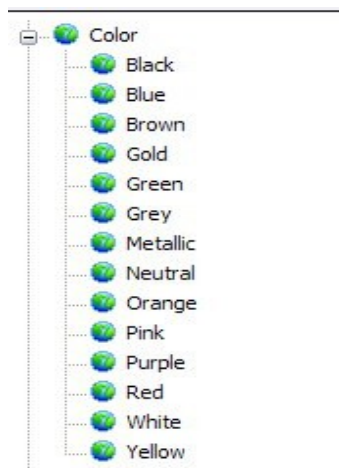 Color
Black
Blue
Brown
Gold
Green
Grey
Metallic
Neutral
Orange
Pink
Purple
Red
White
Yellow